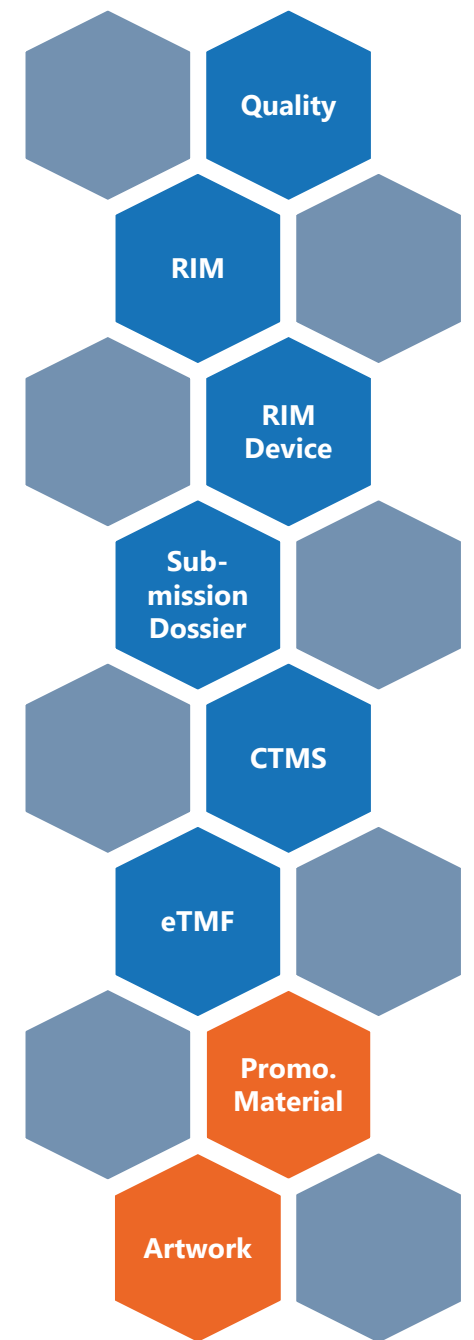 Quality
RIM
RIM
Device
Sub-
mission
Dossier
CTMS
eTMF
Promo.
Material
Artwork